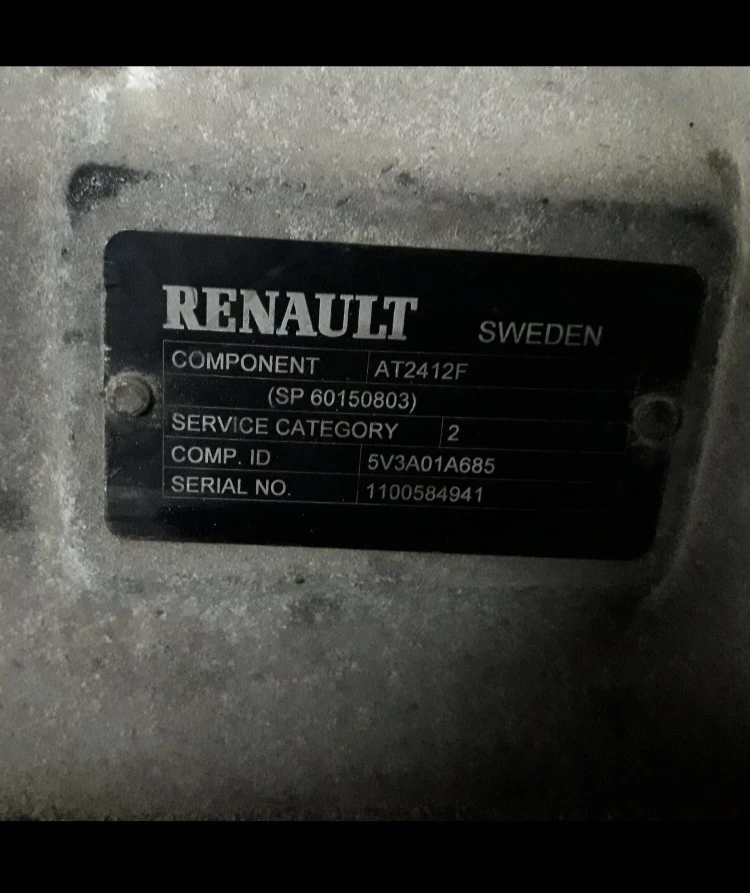 RENAULT SWEDEN
COMPONENT AT2412F
(SP 60150803)
SERVICE CATEGORY 2
COMP. ID 5V3A01A685
SERIAL NO. 1100584941